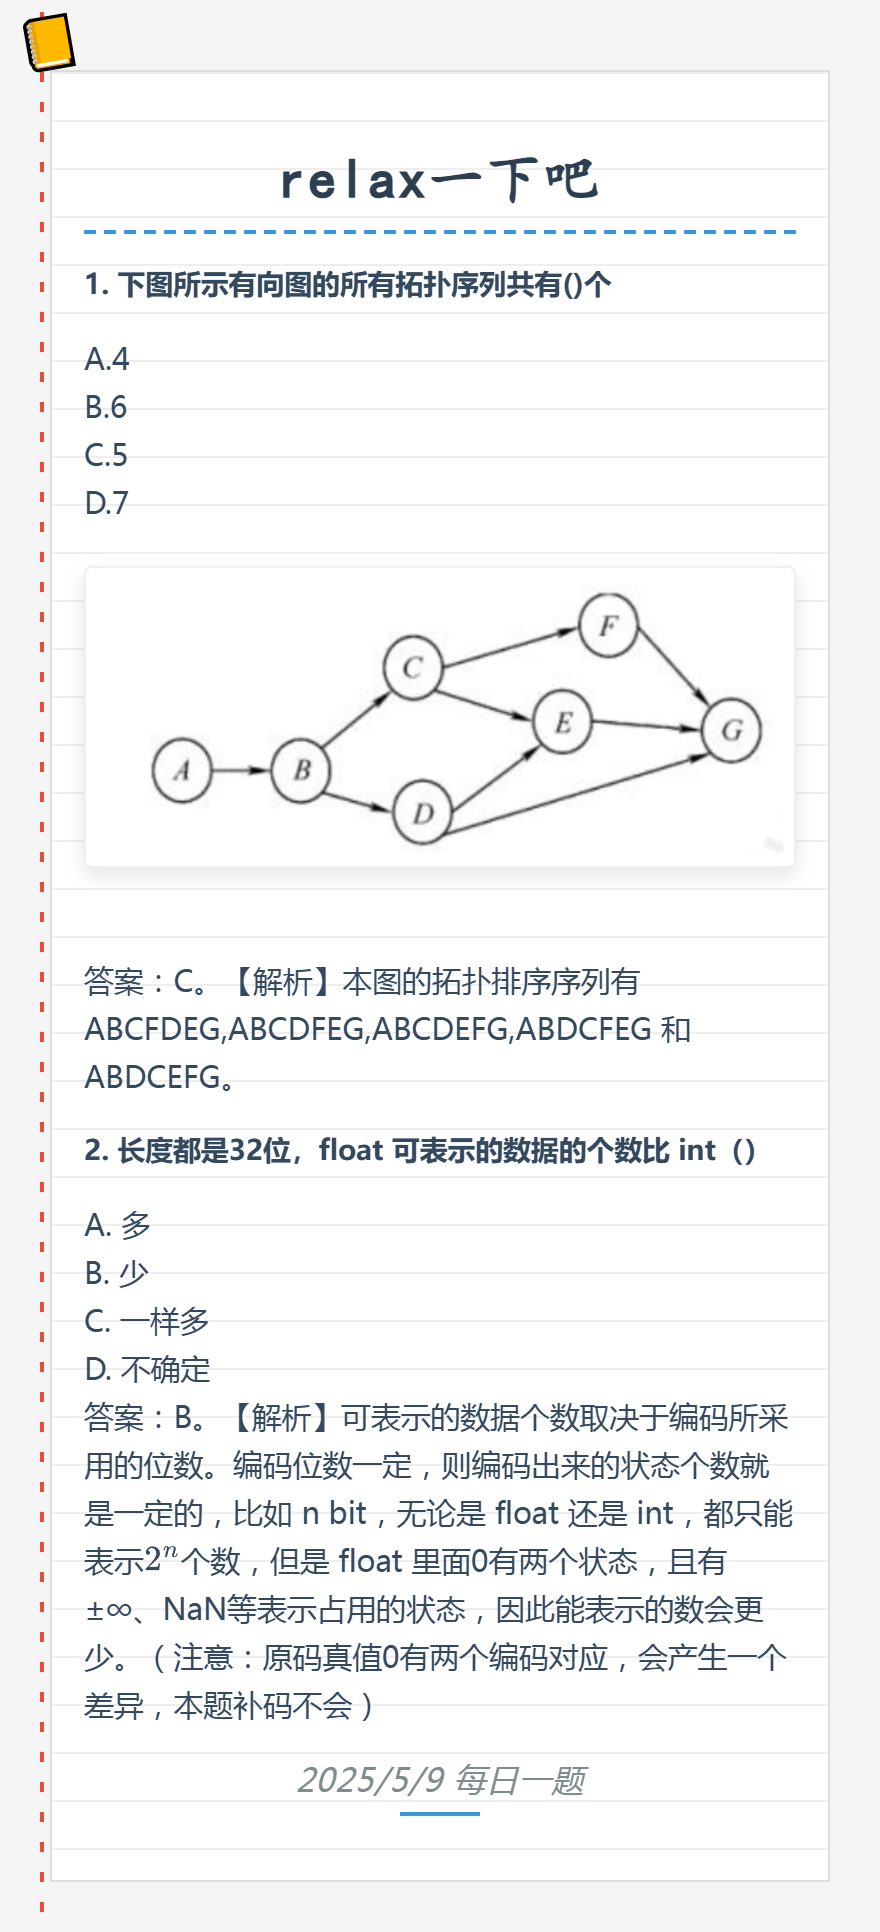 relax一下吧
1. 下图所示有向图的所有拓扑序列共有()个
A.4
B.6
C.5
D.7
F
C
E
G
A
B
D
答案：C。【解析】本图的拓扑排序序列有
ABCFDEG,ABCDFEG,ABCDEFG,ABDCFEG 和
ABDCEFG。
2. 长度都是32位，float 可表示的数据的个数比 int（）
A. 多
B. 少
C. 一样多
D. 不确定
答案：B。【解析】可表示的数据个数取决于编码所采
用的位数。编码位数一定，则编码出来的状态个数就
是一定的，比如 n bit，无论是 float 还是 int，都只能
表示2ⁿ个数，但是 float 里面0有两个状态，且有
±∞、NaN等表示占用的状态，因此能表示的数会更
少。（注意：原码真值0有两个编码对应，会产生一个
差异，本题补码不会）
2025/5/9 每日一题